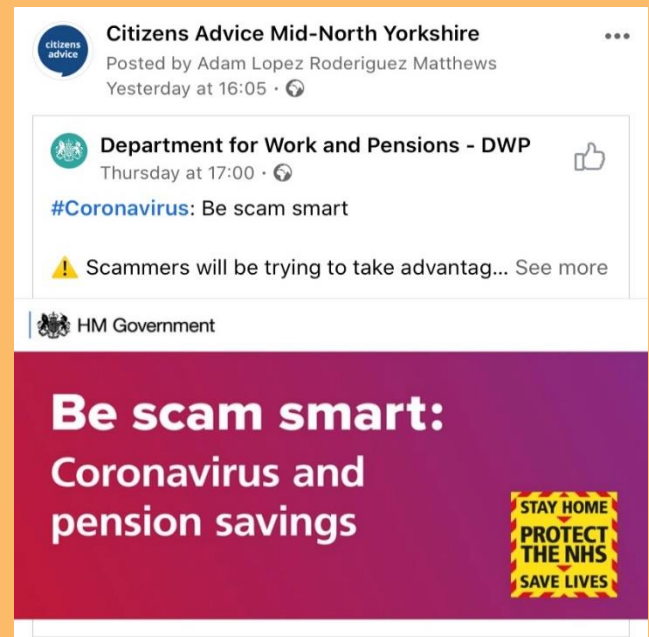 citizens
advice
Citizens Advice Mid-North Yorkshire
Posted by Adam Lopez Roderiguez Matthews
Yesterday at 16:05 ·
Department for Work and Pensions - DWP
Thursday at 17:00 ·
#Coronavirus: Be scam smart
Scammers will be trying to take advantag... See more
HM Government
Be scam smart:
Coronavirus and
pension savings
STAY HOME
PROTECT
THE NHS
SAVE LIVES